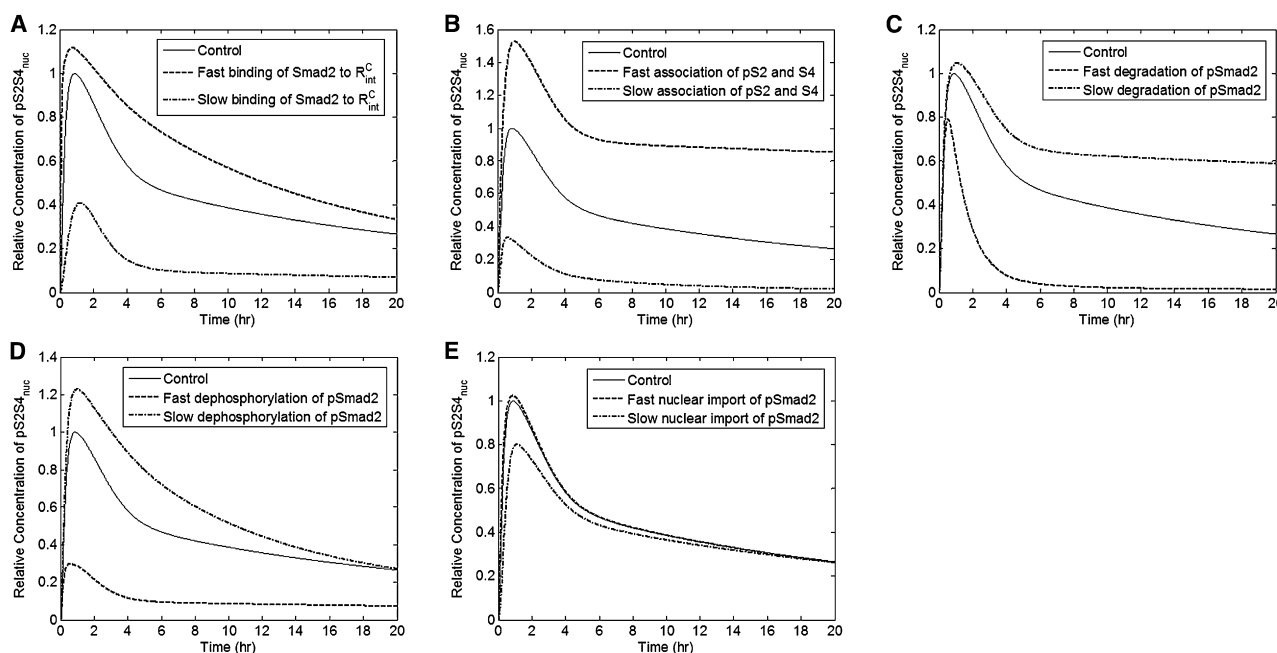 A
Relative Concentration of pS2S4nuc
1.2
1
0.8
0.6
0.4
0.2
0
Control
Fast binding of Smad2 to R^C_int
Slow binding of Smad2 to R^C_int
0 2 4 6 8 10 12 14 16 18 20
Time (hr)
B
Relative Concentration of pS2S4nuc
1.6
1.4
1.2
1
0.8
0.6
0.4
0.2
0
Control
Fast association of pS2 and S4
Slow association of pS2 and S4
0 2 4 6 8 10 12 14 16 18 20
Time (hr)
C
Relative Concentration of pS2S4nuc
1.2
1
0.8
0.6
0.4
0.2
0
Control
Fast degradation of pSmad2
Slow degradation of pSmad2
0 2 4 6 8 10 12 14 16 18 20
Time (hr)
D
Relative Concentration of pS2S4nuc
1.4
1.2
1
0.8
0.6
0.4
0.2
0
Control
Fast dephosphorylation of pSmad2
Slow dephosphorylation of pSmad2
0 2 4 6 8 10 12 14 16 18 20
Time (hr)
E
Relative Concentration of pS2S4nuc
1.2
1
0.8
0.6
0.4
0.2
0
Control
Fast nuclear import of pSmad2
Slow nuclear import of pSmad2
0 2 4 6 8 10 12 14 16 18 20
Time (hr)